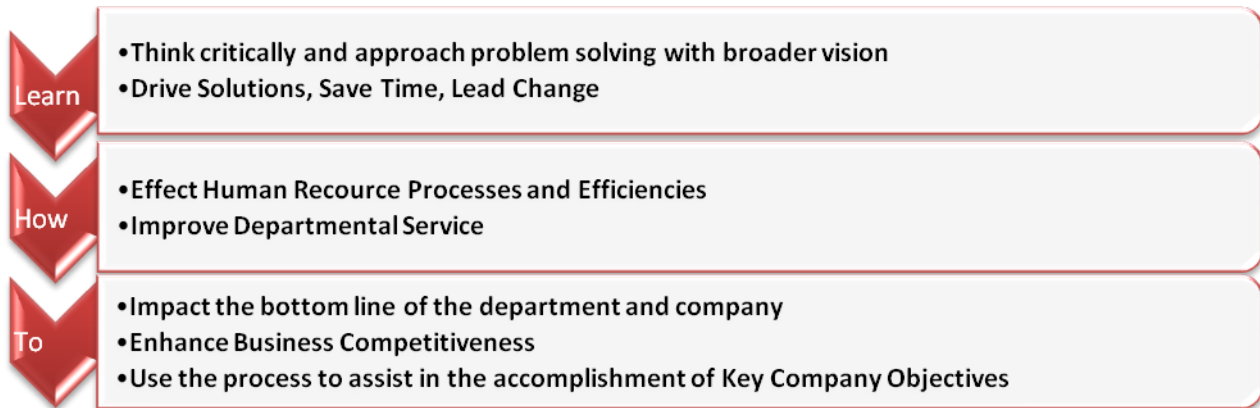 Learn
•Think critically and approach problem solving with broader vision
•Drive Solutions, Save Time, Lead Change
How
•Effect Human Recource Processes and Efficiencies
•Improve Departmental Service
To
•Impact the bottom line of the department and company
•Enhance Business Competitiveness
•Use the process to assist in the accomplishment of Key Company Objectives